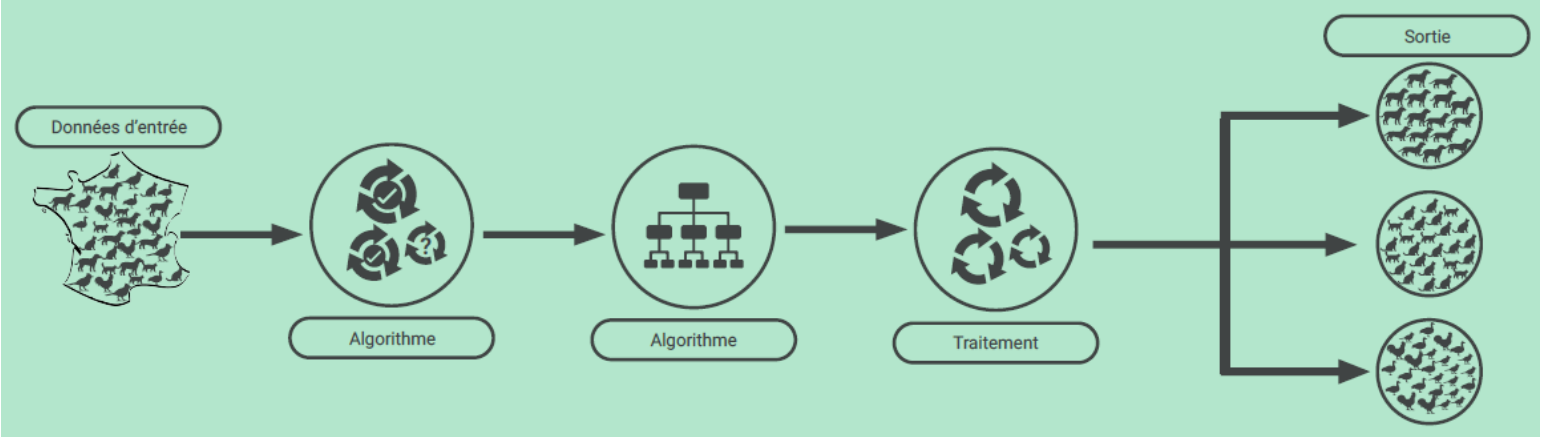 Données d'entrée
Algorithme
?
Algorithme
Traitement
Sortie